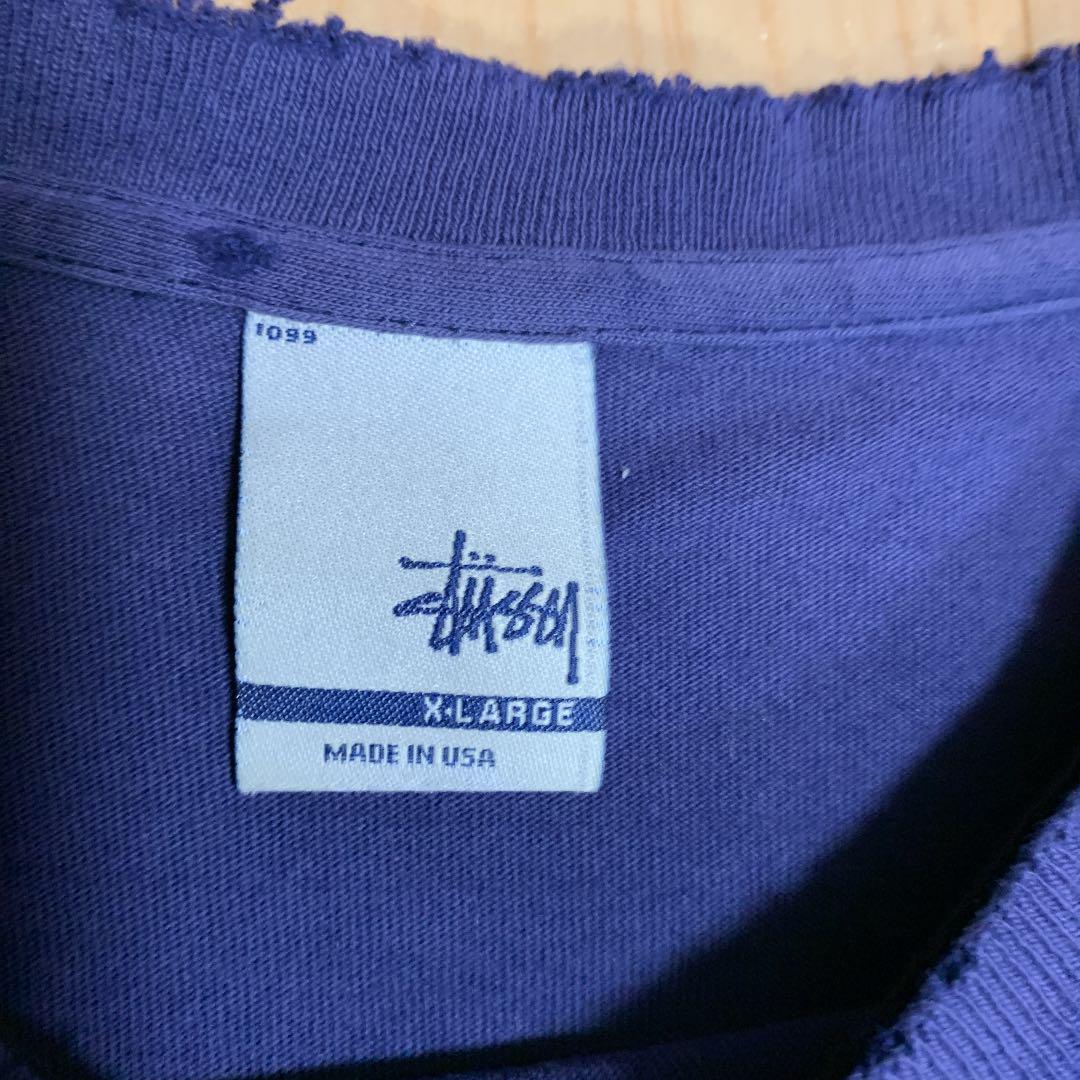 1099
Stüssy
X-LARGE
MADE IN USA